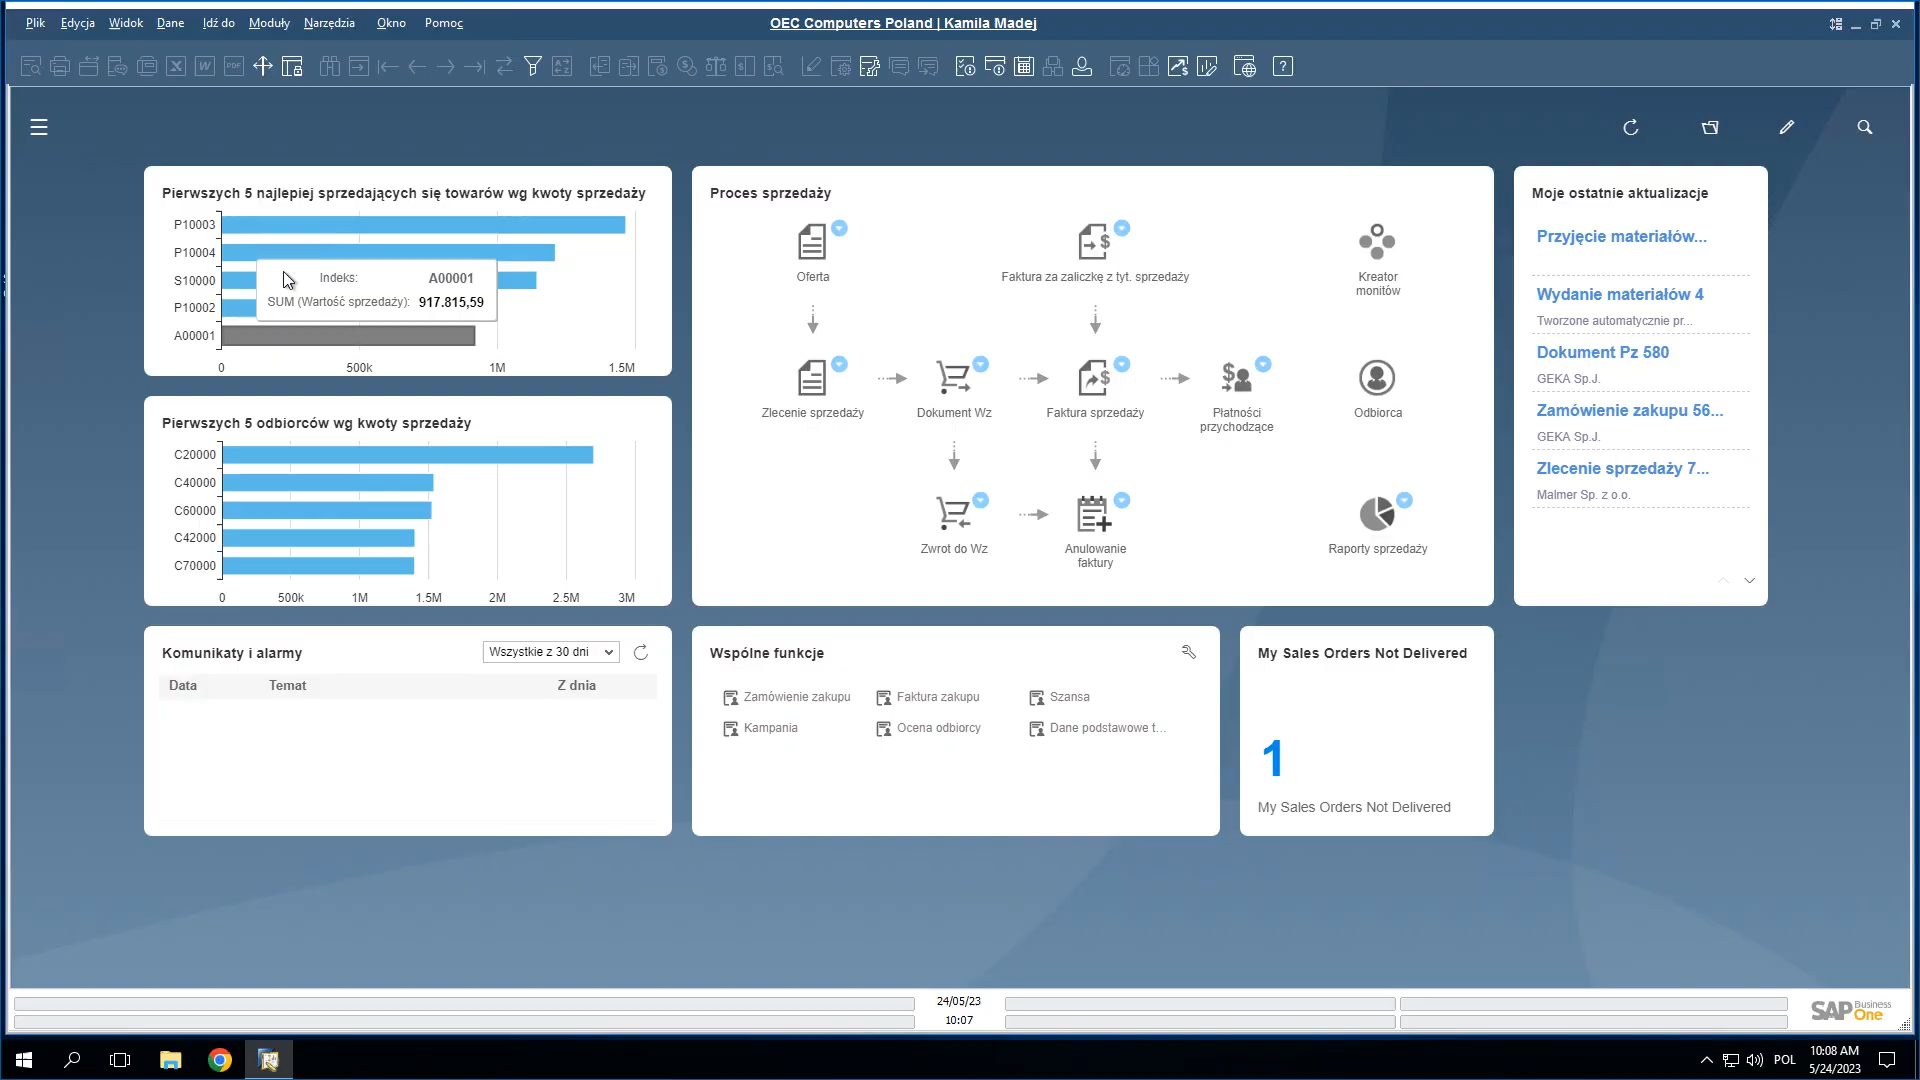 Plik Edycja Widok Dane Idź do Moduły Narzędzia Okno Pomoc
OEC Computers Poland | Kamila Madej
Pierwszych 5 najlepiej sprzedających się towarów wg kwoty sprzedaży
P10003
P10004
S10000
P10002
A00001
Indeks: A00001
SUM (Wartość sprzedaży): 917.815,59
0 500k 1M 1.5M
Pierwszych 5 odbiorców wg kwoty sprzedaży
C20000
C40000
C60000
C42000
C70000
0 500k 1M 1.5M 2M 2.5M 3M
Proces sprzedaży
Oferta
Faktura za zaliczkę z tyt. sprzedaży
Kreator
monitów
Zlecenie sprzedaży
Dokument Wz
Faktura sprzedaży
Płatności
przychodzące
Odbiorca
Zwrot do Wz
Anulowanie
faktury
Raporty sprzedaży
Moje ostatnie aktualizacje
Przyjęcie materiałów...
Wydanie materiałów 4
Tworzone automatycznie pr...
Dokument Pz 580
GEKA Sp.J.
Zamówienie zakupu 56...
GEKA Sp.J.
Zlecenie sprzedaży 7...
Malmer Sp. z o.o.
Komunikaty i alarmy
Wszystkie z 30 dni
Data Temat Z dnia
Wspólne funkcje
Zamówienie zakupu Faktura zakupu Szansa
Kampania Ocena odbiorcy Dane podstawowe t...
My Sales Orders Not Delivered
1
My Sales Orders Not Delivered
24/05/23
10:07
SAP Business One
POL
10:08 AM
5/24/2023